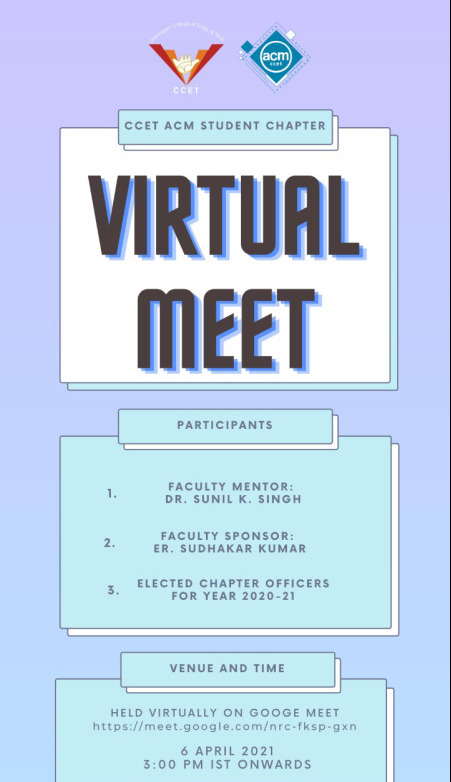 CCET
acm
ccet
CCET ACM STUDENT CHAPTER
VIRTUAL
MEET
PARTICIPANTS
1. FACULTY MENTOR:
DR. SUNIL K. SINGH
2. FACULTY SPONSOR:
ER. SUDHAKAR KUMAR
3. ELECTED CHAPTER OFFICERS
FOR YEAR 2020-21
VENUE AND TIME
HELD VIRTUALLY ON GOOGE MEET
https://meet.google.com/nrc-fksp-gxn
6 APRIL 2021
3:00 PM IST ONWARDS